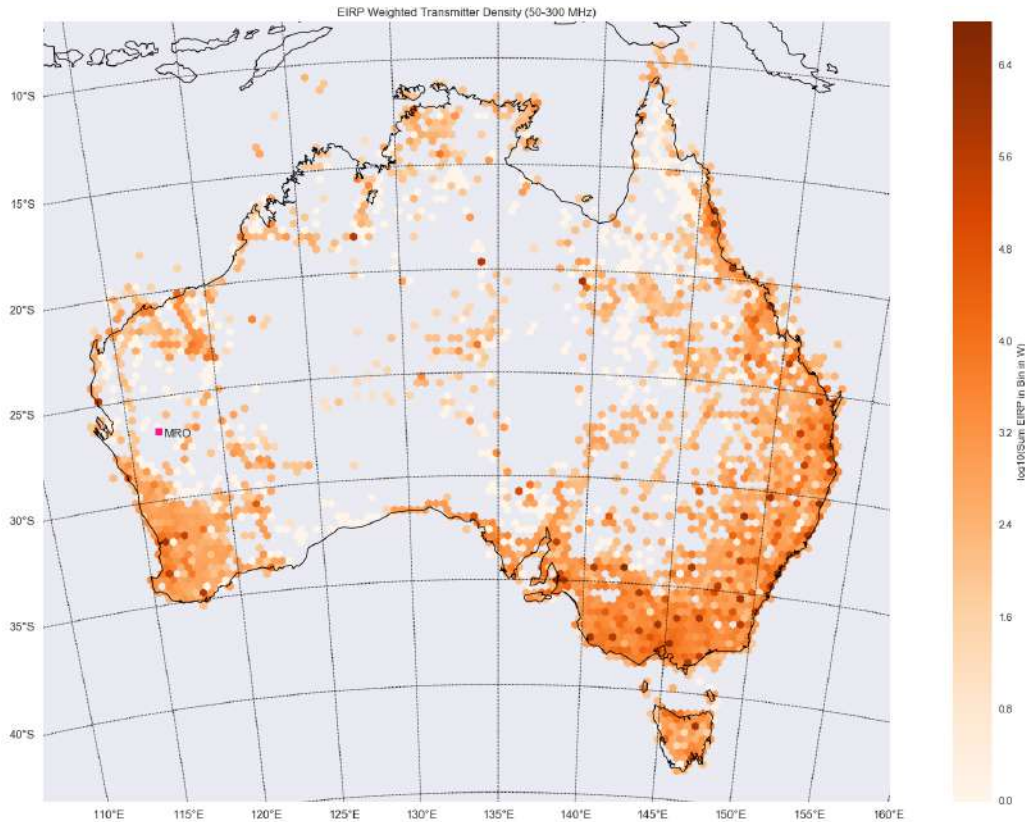 EIRP Weighted Transmitter Density (50-300 MHz)
10°S
15°S
20°S
25°S
30°S
35°S
40°S
MRO
110°E
115°E
120°E
125°E
130°E
135°E
140°E
145°E
150°E
155°E
160°E
6.4
5.6
4.8
4.0
3.2
2.4
1.6
0.8
0.0
log10(Sum EIRP in Bin in W)